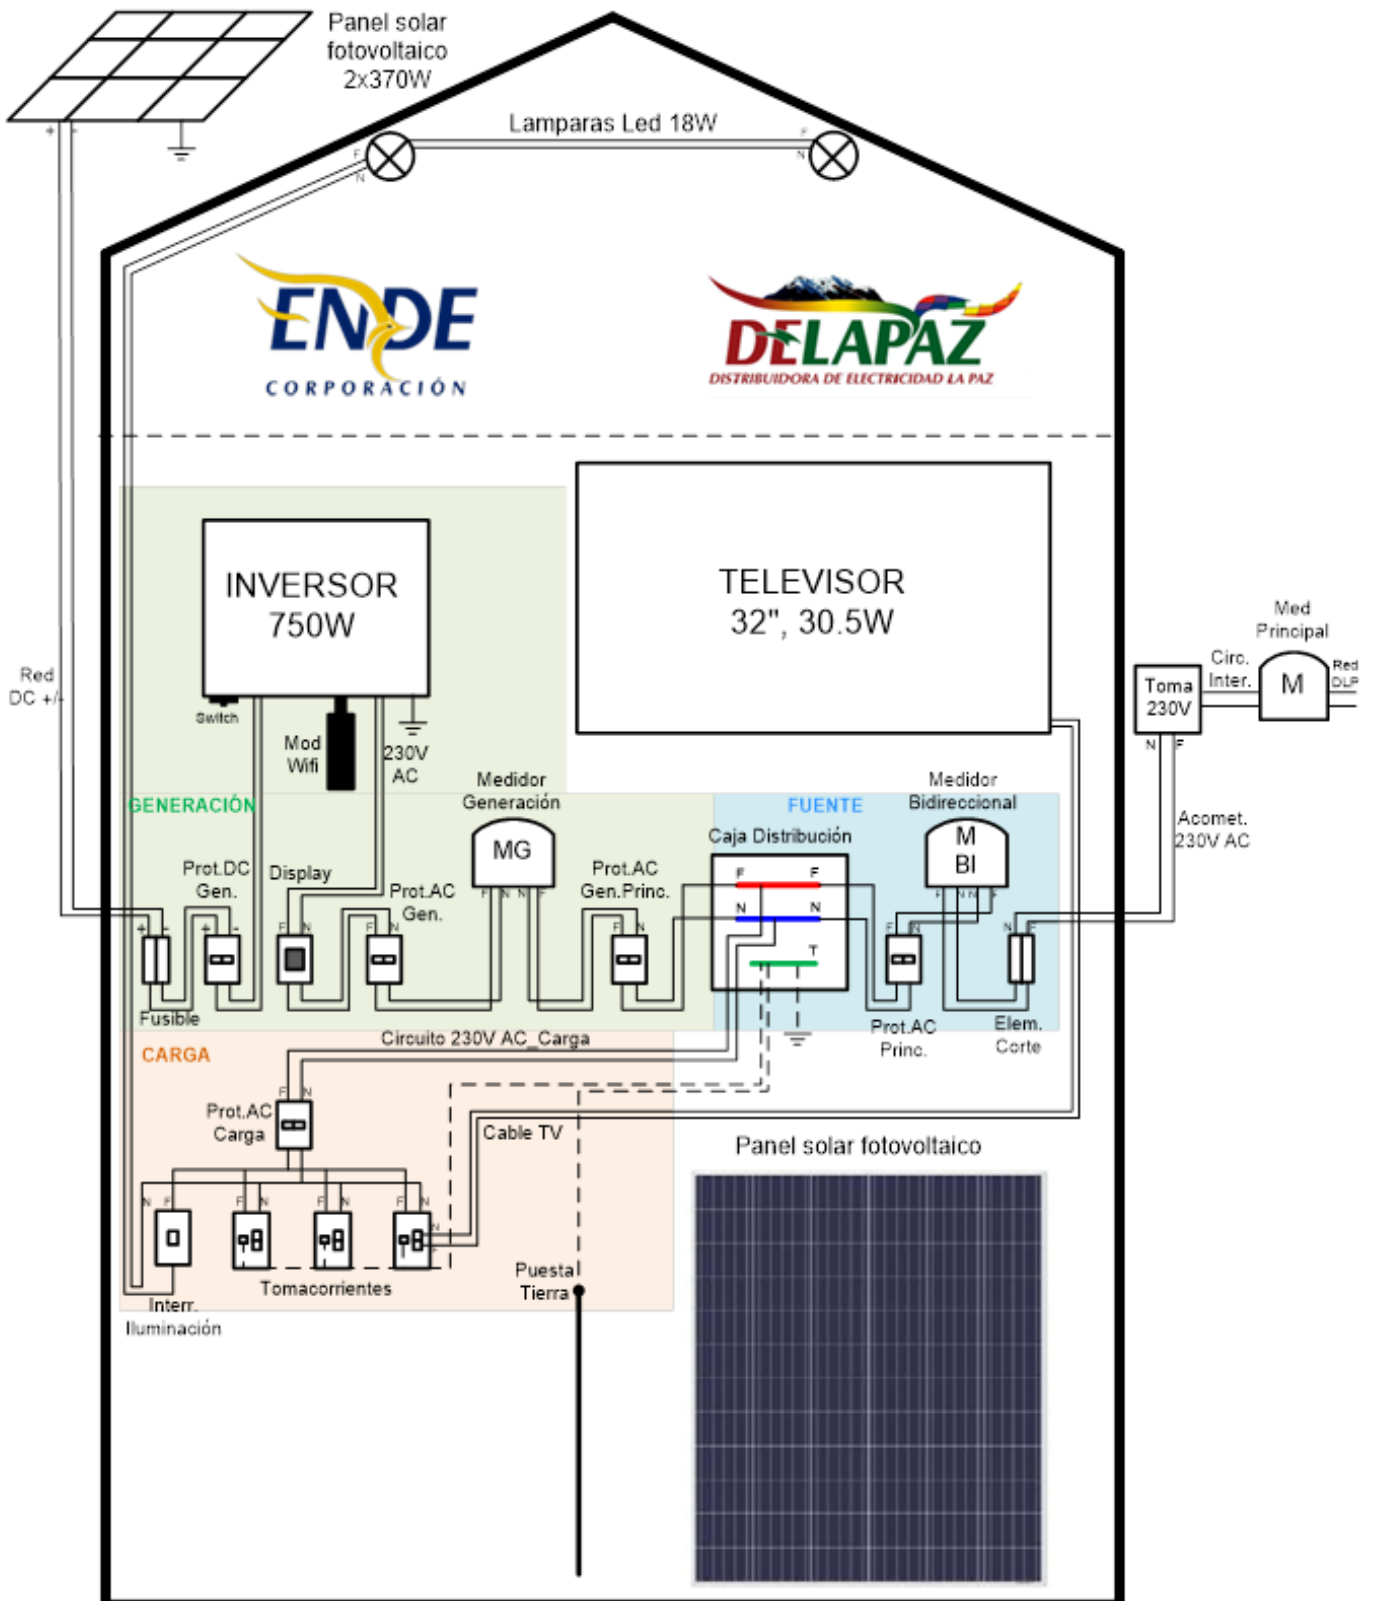 Panel solar
fotovoltaico
2x370W
+ -
Lamparas Led 18W
F
N
F
N
ENDE
CORPORACIÓN
DELAPAZ
DISTRIBUIDORA DE ELECTRICIDAD LA PAZ
INVERSOR
750W
TELEVISOR
32", 30.5W
Red
DC +/-
Switch
Mod
Wifi
230V
AC
Med
Principal
Circ.
Inter.
M
Red
DLP
Toma
230V
N F
Acomet.
230V AC
GENERACIÓN
Medidor
Generación
MG
F N N F
FUENTE
Medidor
Bidireccional
M
BI
F N N F
Caja Distribución
F F
N N
T
Prot.DC
Gen.
Display
Prot.AC
Gen.
Prot.AC
Gen.Princ.
+ -
+ -
F N
F N
F N
F N
N F
Fusible
Prot.AC
Princ.
Elem.
Corte
CARGA
Circuito 230V AC_Carga
F N
Prot.AC
Carga
Cable TV
N F
F N
F N
F N
N
Interr.
Iluminación
Tomacorrientes
Puesta
Tierra
Panel solar fotovoltaico